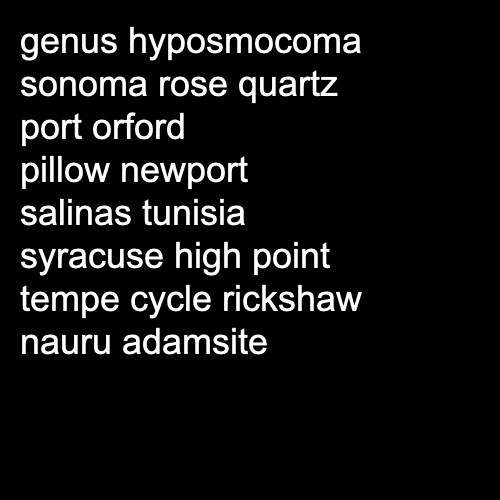 genus hyposmocoma
sonoma rose quartz
port orford
pillow newport
salinas tunisia
syracuse high point
tempe cycle rickshaw
nauru adamsite